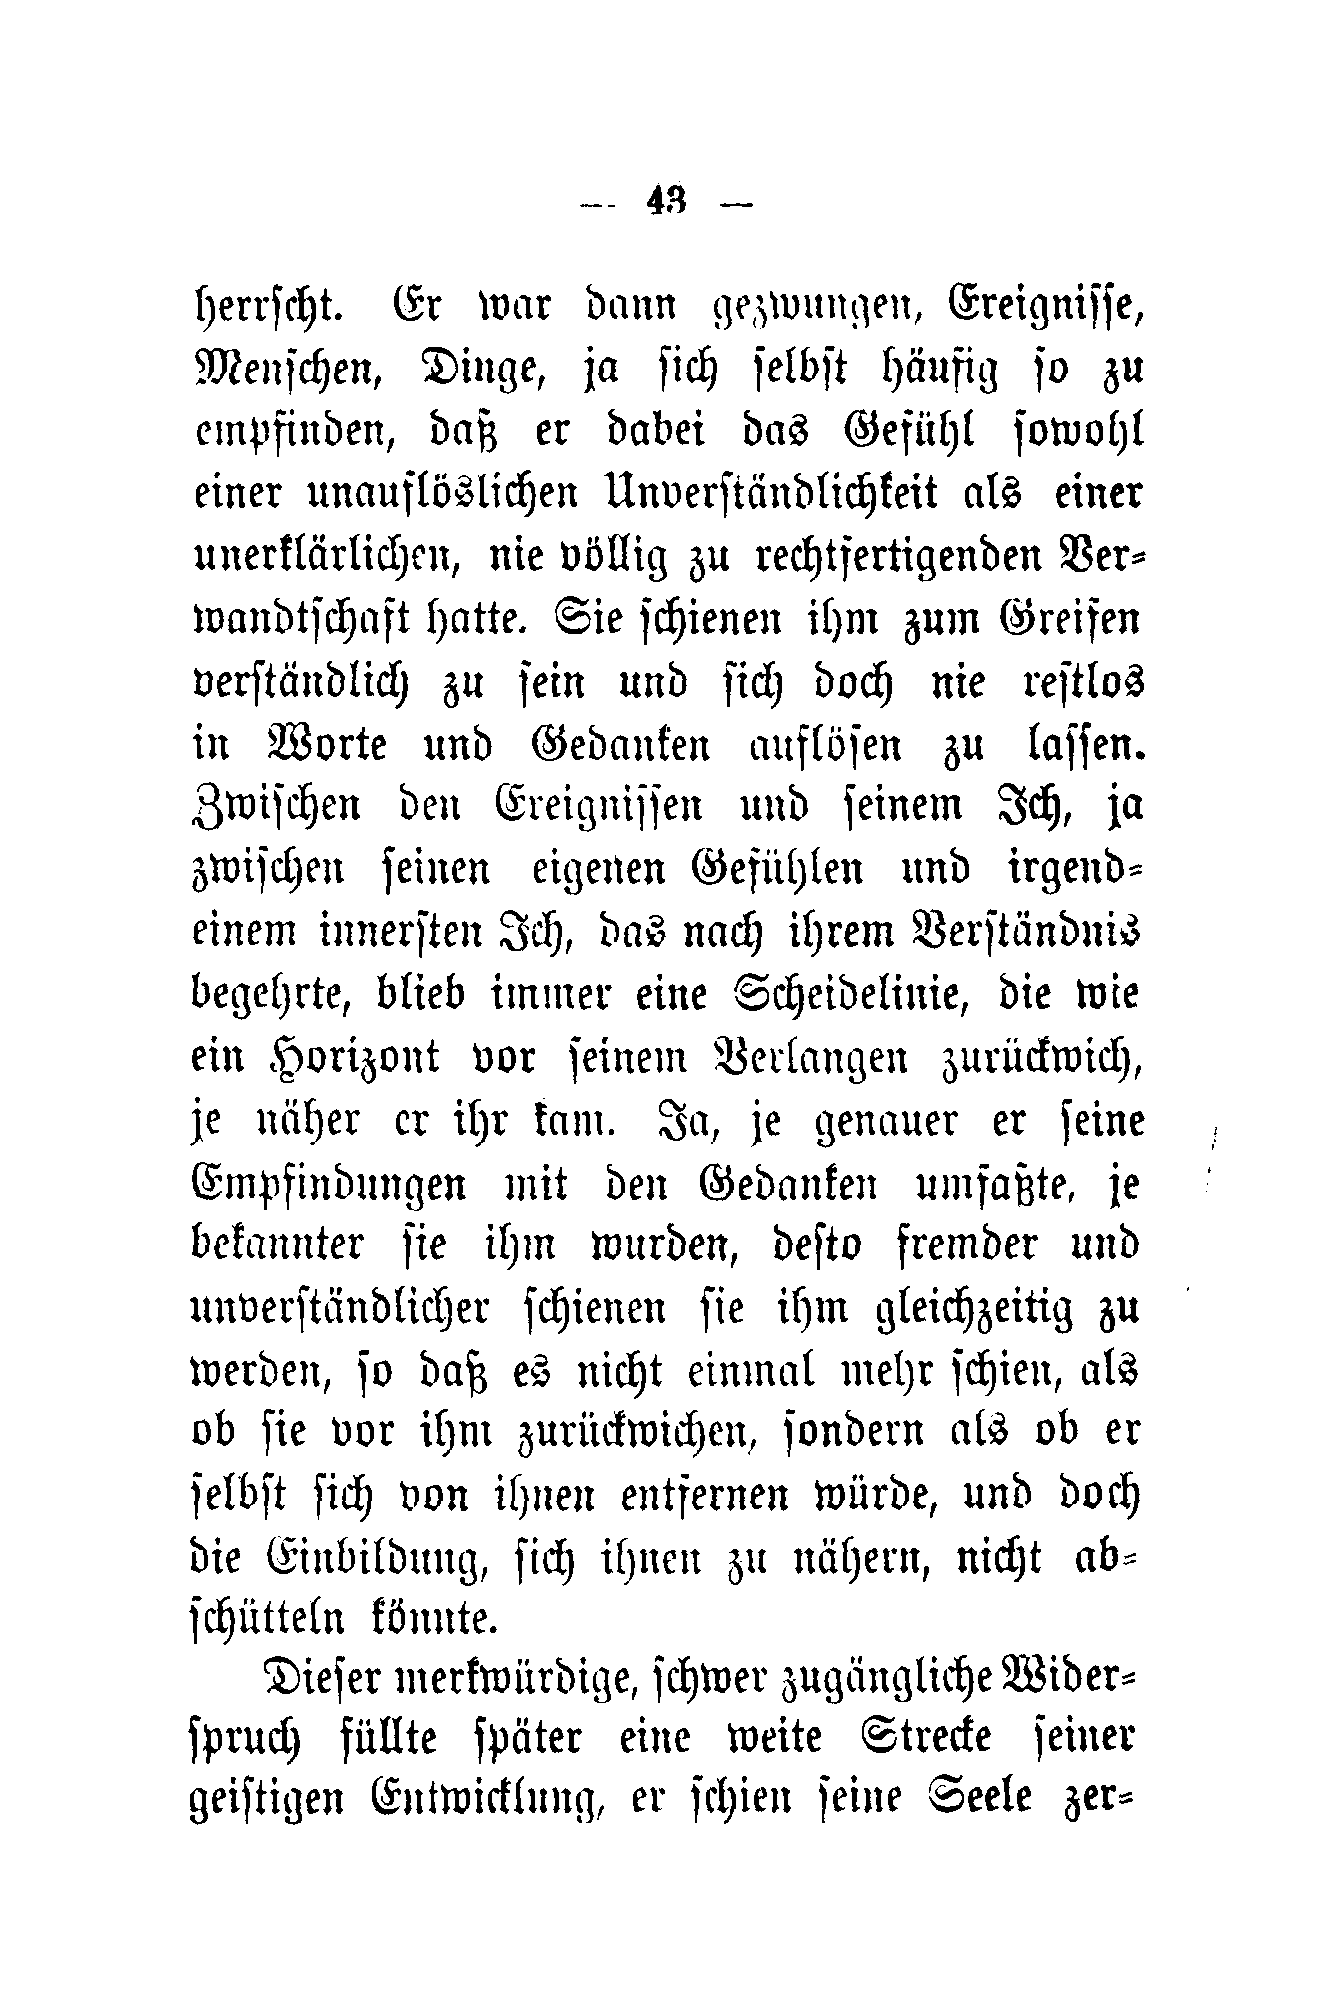 — 43 —
herrſcht. Er war dann gezwungen, Ereigniſſe,
Menſchen, Dinge, ja ſich ſelbſt häufig ſo zu
empfinden, daß er dabei das Gefühl ſowohl
einer unauflöslichen Unverſtändlichkeit als einer
unerklärlichen, nie völlig zu rechtfertigenden Ver⸗
wandtſchaft hatte. Sie ſchienen ihm zum Greifen
verſtändlich zu ſein und ſich doch nie reſtlos
in Worte und Gedanken auflöſen zu laſſen.
Zwiſchen den Ereigniſſen und ſeinem Ich, ja
zwiſchen ſeinen eigenen Gefühlen und irgend⸗
einem innerſten Ich, das nach ihrem Verſtändnis
begehrte, blieb immer eine Scheidelinie, die wie
ein Horizont vor ſeinem Verlangen zurückwich,
je näher er ihr kam. Ja, je genauer er ſeine
Empfindungen mit den Gedanken umfaßte, je
bekannter ſie ihm wurden, deſto fremder und
unverſtändlicher ſchienen ſie ihm gleichzeitig zu
werden, ſo daß es nicht einmal mehr ſchien, als
ob ſie vor ihm zurückwichen, ſondern als ob er
ſelbſt ſich von ihnen entfernen würde, und doch
die Einbildung, ſich ihnen zu nähern, nicht ab⸗
ſchütteln könnte.
Dieſer merkwürdige, ſchwer zugängliche Wider⸗
ſpruch füllte ſpäter eine weite Strecke ſeiner
geiſtigen Entwicklung, er ſchien ſeine Seele zer⸗